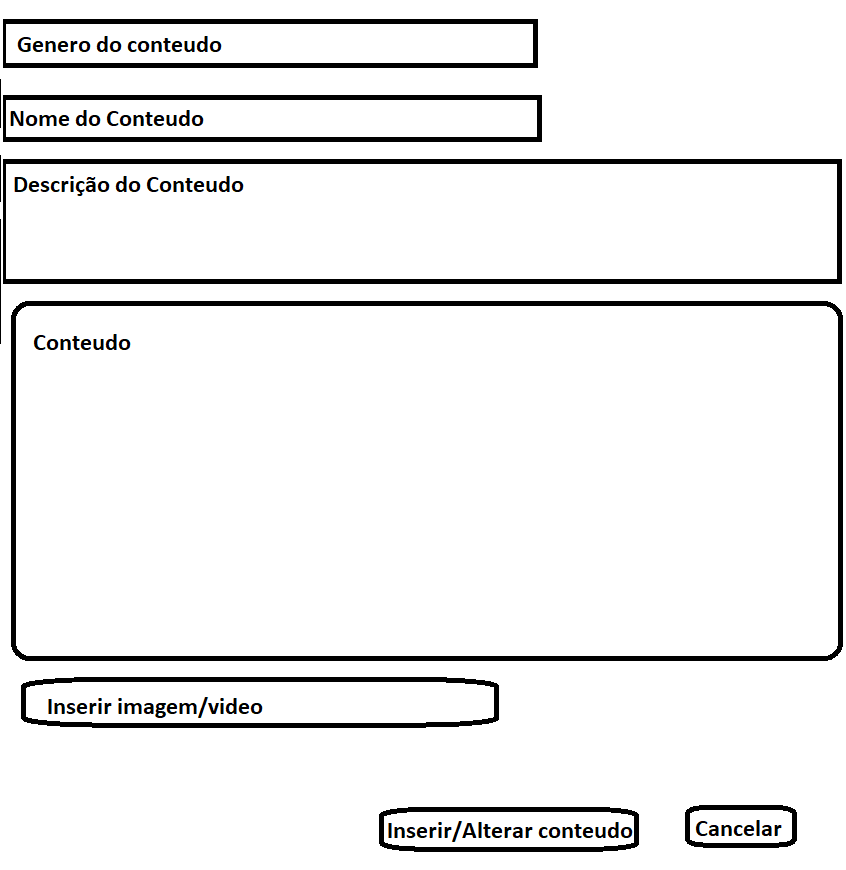 Genero do conteudo
Nome do Conteudo
Descrição do Conteudo
Conteudo
Inserir imagem/video
Inserir/Alterar conteudo
Cancelar